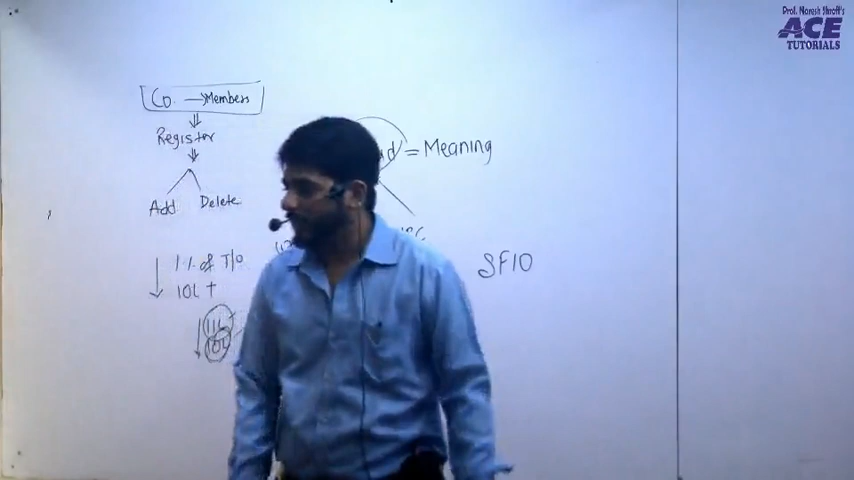 Prof. Naresh Shroff's
ACE
TUTORIALS
Co. → Members
Register
Add Delete
= Meaning
1% of T/O
10L ↑
SFIO